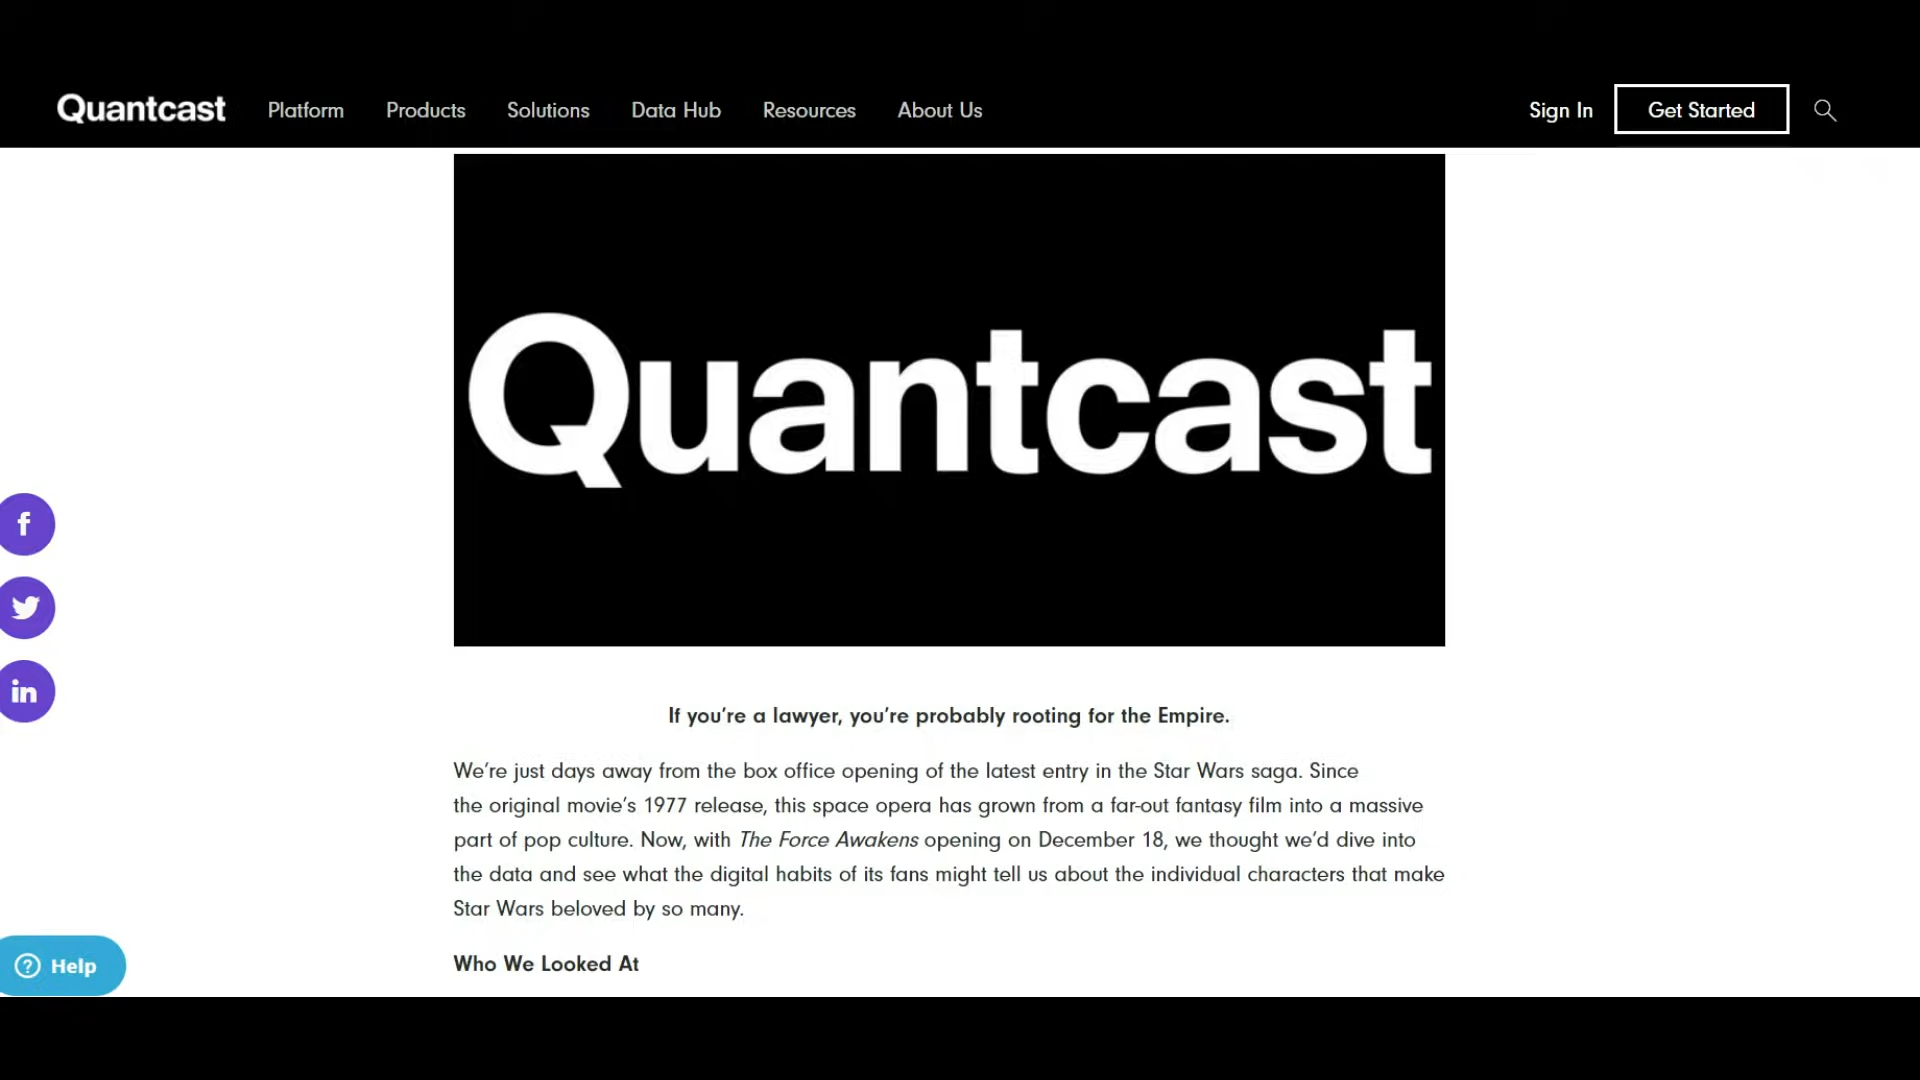 Quantcast Platform Products Solutions Data Hub Resources About Us Sign In Get Started
Quantcast
f
in
If you’re a lawyer, you’re probably rooting for the Empire.
We’re just days away from the box office opening of the latest entry in the Star Wars saga. Since
the original movie’s 1977 release, this space opera has grown from a far-out fantasy film into a massive
part of pop culture. Now, with The Force Awakens opening on December 18, we thought we’d dive into
the data and see what the digital habits of its fans might tell us about the individual characters that make
Star Wars beloved by so many.
Who We Looked At
? Help